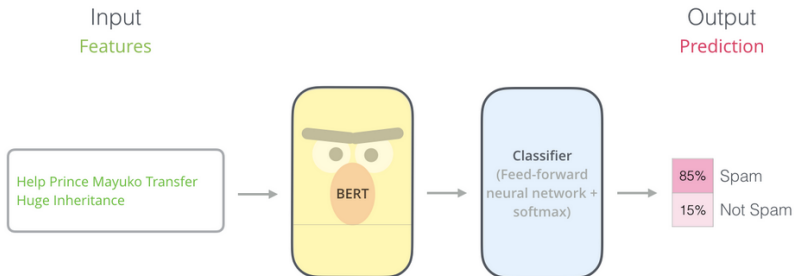 Input
Features
Output
Prediction
Help Prince Mayuko Transfer
Huge Inheritance
BERT
Classifier
(Feed-forward
neural network +
softmax)
85% Spam
15% Not Spam